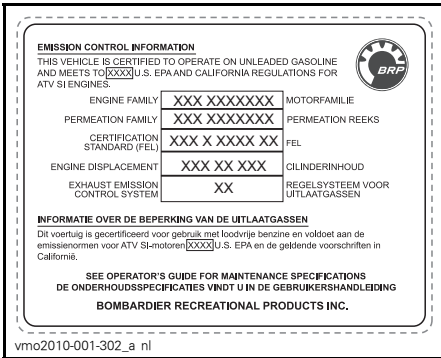 EMISSION CONTROL INFORMATION
THIS VEHICLE IS CERTIFIED TO OPERATE ON UNLEADED GASOLINE
AND MEETS TO XXXX U.S. EPA AND CALIFORNIA REGULATIONS FOR
ATV SI ENGINES.
BRP
ENGINE FAMILY XXX XXXXXXX MOTORFAMILIE
PERMEATION FAMILY XXX XXXXXXX PERMEATION REEKS
CERTIFICATION
STANDARD (FEL) XXX X XXXX XX FEL
ENGINE DISPLACEMENT XXX XX XXX CILINDERINHOUD
EXHAUST EMISSION XX REGELSYSTEEM VOOR
CONTROL SYSTEM UITLAATGASSEN
INFORMATIE OVER DE BEPERKING VAN DE UITLAATGASSEN
Dit voertuig is gecertificeerd voor gebruik met loodvrije benzine en voldoet aan de
emissienormen voor ATV SI-motoren XXXX U.S. EPA en de geldende voorschriften in
Californië.
SEE OPERATOR'S GUIDE FOR MAINTENANCE SPECIFICATIONS
DE ONDERHOUDSSPECIFICATIES VINDT U IN DE GEBRUIKERSHANDLEIDING
BOMBARDIER RECREATIONAL PRODUCTS INC.
vmo2010-001-302_a nl